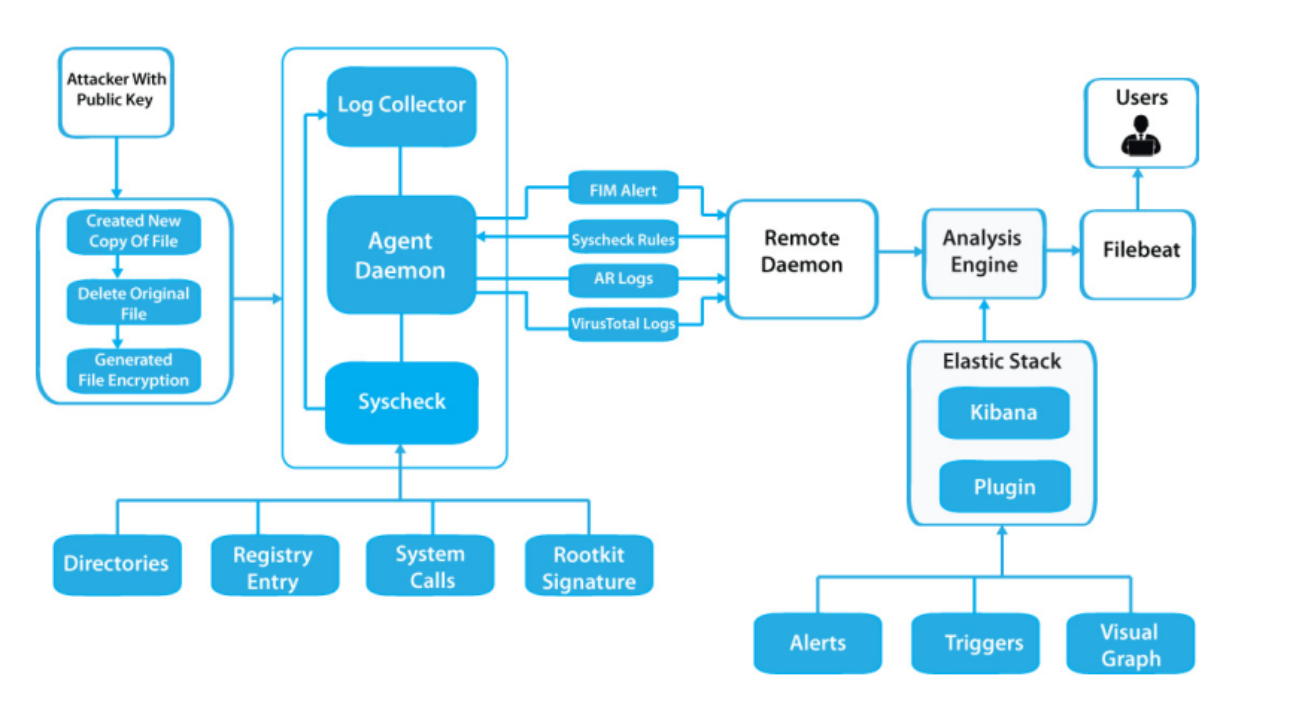 Attacker With
Public Key
Created New
Copy Of File
Delete Original
File
Generated
File Encryption
Log Collector
Agent
Daemon
Syscheck
Directories
Registry
Entry
System
Calls
Rootkit
Signature
FIM Alert
Syscheck Rules
AR Logs
VirusTotal Logs
Remote
Daemon
Analysis
Engine
Users
Filebeat
Elastic Stack
Kibana
Plugin
Alerts
Triggers
Visual
Graph